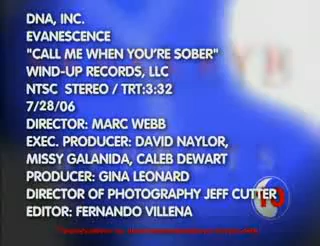 DNA, INC.
EVANESCENCE
"CALL ME WHEN YOU'RE SOBER"
WIND-UP RECORDS, LLC
NTSC STEREO / TRT:3:32
7/28/06
DIRECTOR: MARC WEBB
EXEC. PRODUCER: DAVID NAYLOR,
MISSY GALANIDA, CALEB DEWART
PRODUCER: GINA LEONARD
DIRECTOR OF PHOTOGRAPHY JEFF CUTTER
EDITOR: FERNANDO VILLENA